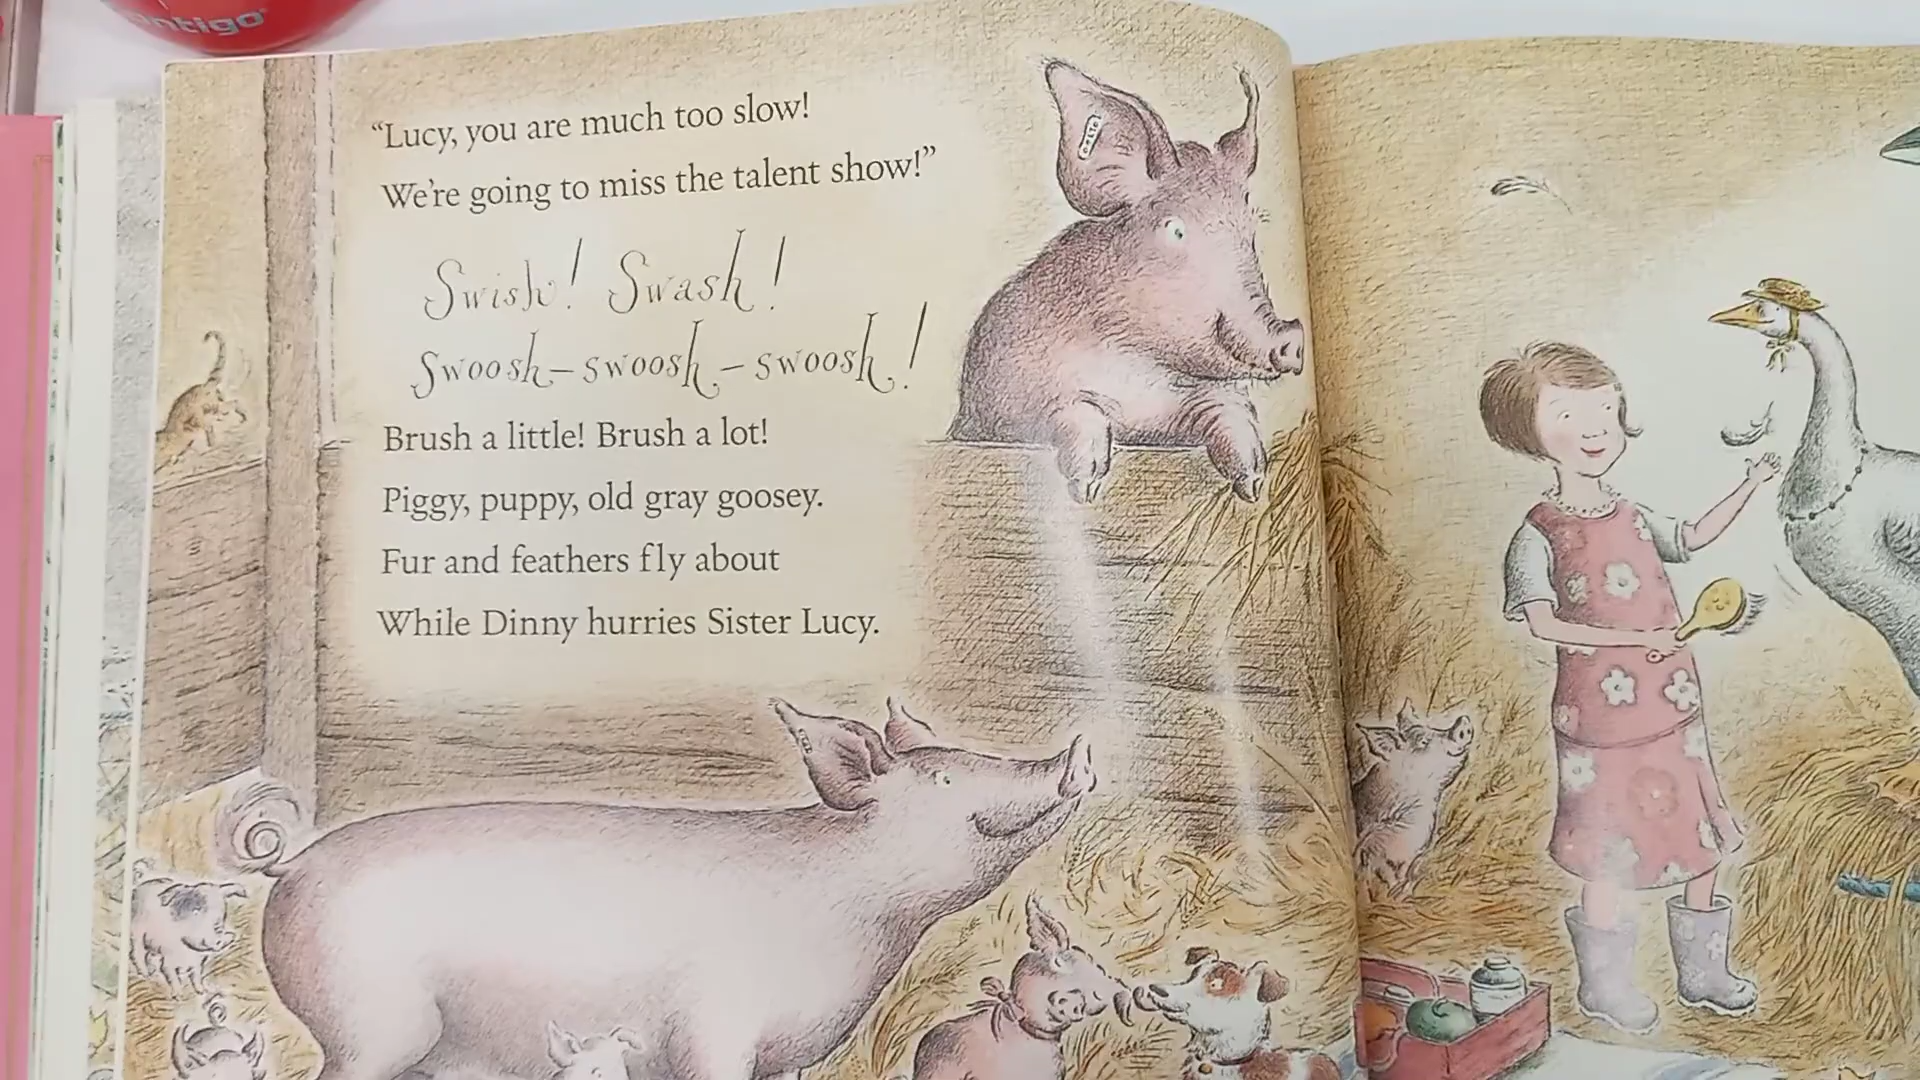 ntigo
“Lucy, you are much too slow!
We’re going to miss the talent show!”
Swish! Swash!
Swoosh–swoosh–swoosh!
Brush a little! Brush a lot!
Piggy, puppy, old gray goosey.
Fur and feathers fly about
While Dinny hurries Sister Lucy.